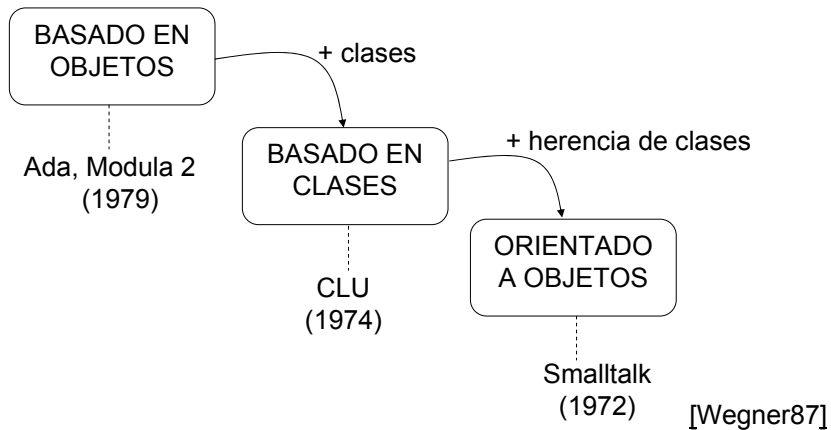 BASADO EN
OBJETOS
+ clases
Ada, Modula 2
(1979)
BASADO EN
CLASES
+ herencia de clases
CLU
(1974)
ORIENTADO
A OBJETOS
Smalltalk
(1972)
[Wegner87]